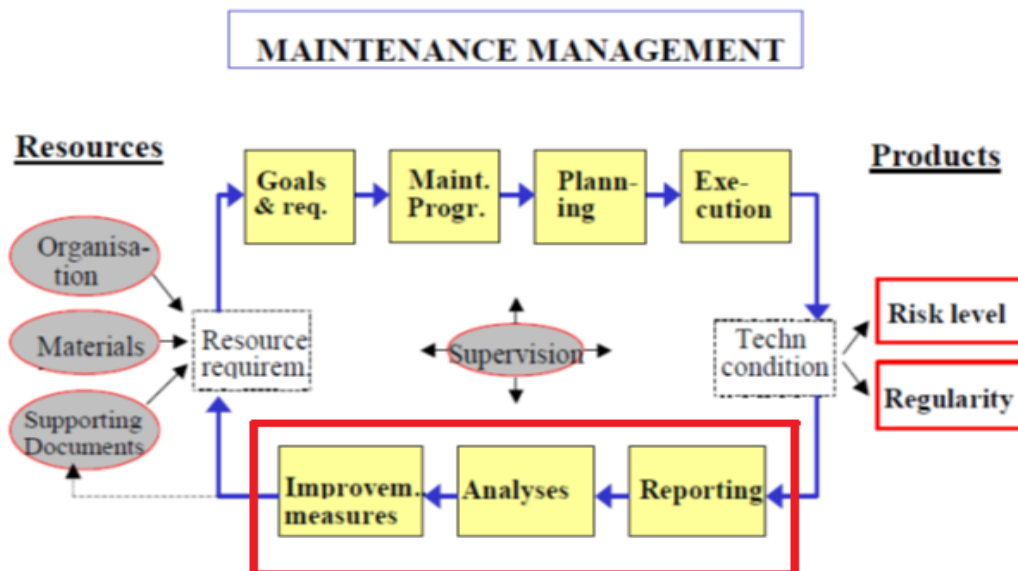 MAINTENANCE MANAGEMENT
Resources
Products
Goals
& req.
Maint.
Progr.
Plann-
ing
Exe-
cution
Organisa-
tion
Materials
Supporting
Documents
Resource
requirem.
Supervision
Techn
condition
Risk level
Regularity
Improvem.
measures
Analyses
Reporting